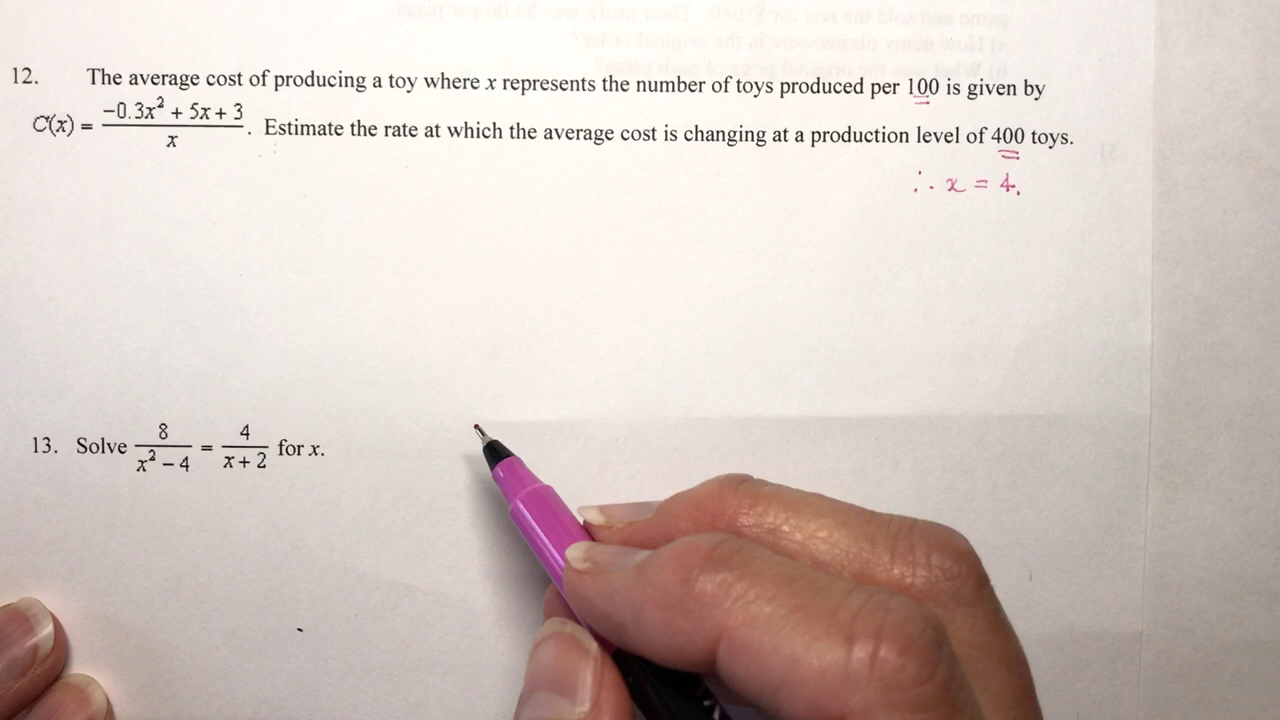 12. The average cost of producing a toy where x represents the number of toys produced per 100 is given by
C(x) = (-0.3x² + 5x + 3)/x. Estimate the rate at which the average cost is changing at a production level of 400 toys.
∴ x = 4.
13. Solve 8/(x² - 4) = 4/(x + 2) for x.